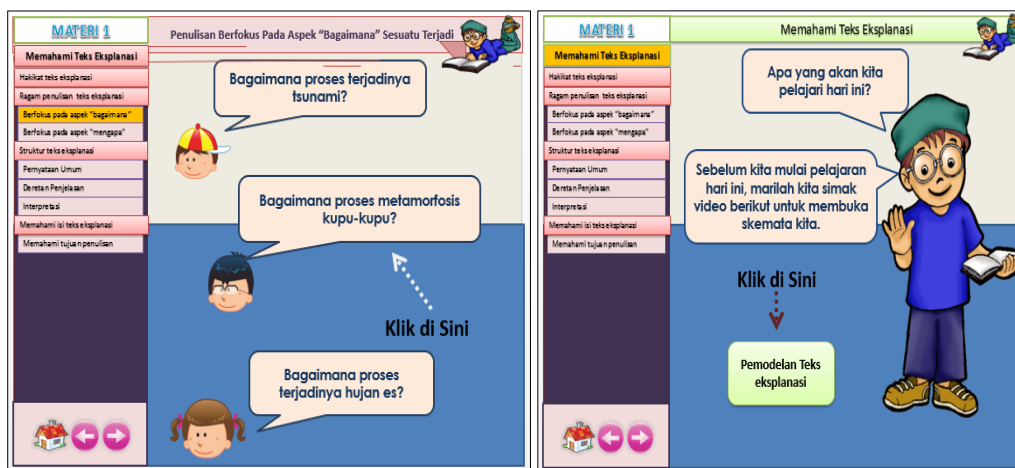 MATERI 1
Penulisan Berfokus Pada Aspek "Bagaimana" Sesuatu Terjadi
Memahami Teks Eksplanasi
Hakikat teks eksplanasi
Ragam penulisan teks eksplanasi
Berfokus pada aspek "bagaimana"
Berfokus pada aspek "mengapa"
Struktur teks eksplanasi
Pernyataan Umum
Deretan Penjelasan
Interpretasi
Memahami isi teks eksplanasi
Memahami tujuan penulisan
Bagaimana proses terjadinya
tsunami?
Bagaimana proses metamorfosis
kupu-kupu?
Klik di Sini
Bagaimana proses
terjadinya hujan es?
MATERI 1
Memahami Teks Eksplanasi
Memahami Teks Eksplanasi
Hakikat teks eksplanasi
Ragam penulisan teks eksplanasi
Berfokus pada aspek "bagaimana"
Berfokus pada aspek "mengapa"
Struktur teks eksplanasi
Pernyataan Umum
Deretan Penjelasan
Interpretasi
Memahami isi teks eksplanasi
Memahami tujuan penulisan
Apa yang akan kita
pelajari hari ini?
Sebelum kita mulai pelajaran
hari ini, marilah kita simak
video berikut untuk membuka
skemata kita.
Klik di Sini
Pemodelan Teks
eksplanasi